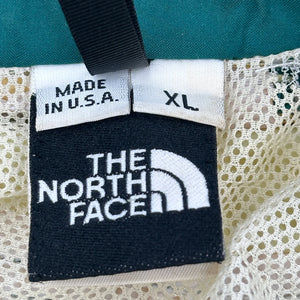 MADE
IN U.S.A.
XL
THE
NORTH
FACE